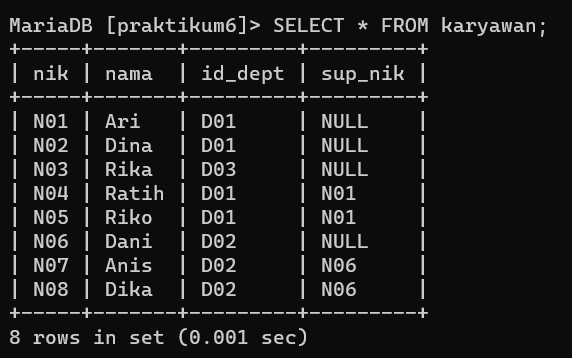 MariaDB [praktikum6]> SELECT * FROM karyawan;
+-----+-------+---------+---------+
| nik | nama  | id_dept | sup_nik |
+-----+-------+---------+---------+
| N01 | Ari   | D01     | NULL    |
| N02 | Dina  | D01     | NULL    |
| N03 | Rika  | D03     | NULL    |
| N04 | Ratih | D01     | N01     |
| N05 | Riko  | D01     | N01     |
| N06 | Dani  | D02     | NULL    |
| N07 | Anis  | D02     | N06     |
| N08 | Dika  | D02     | N06     |
+-----+-------+---------+---------+
8 rows in set (0.001 sec)